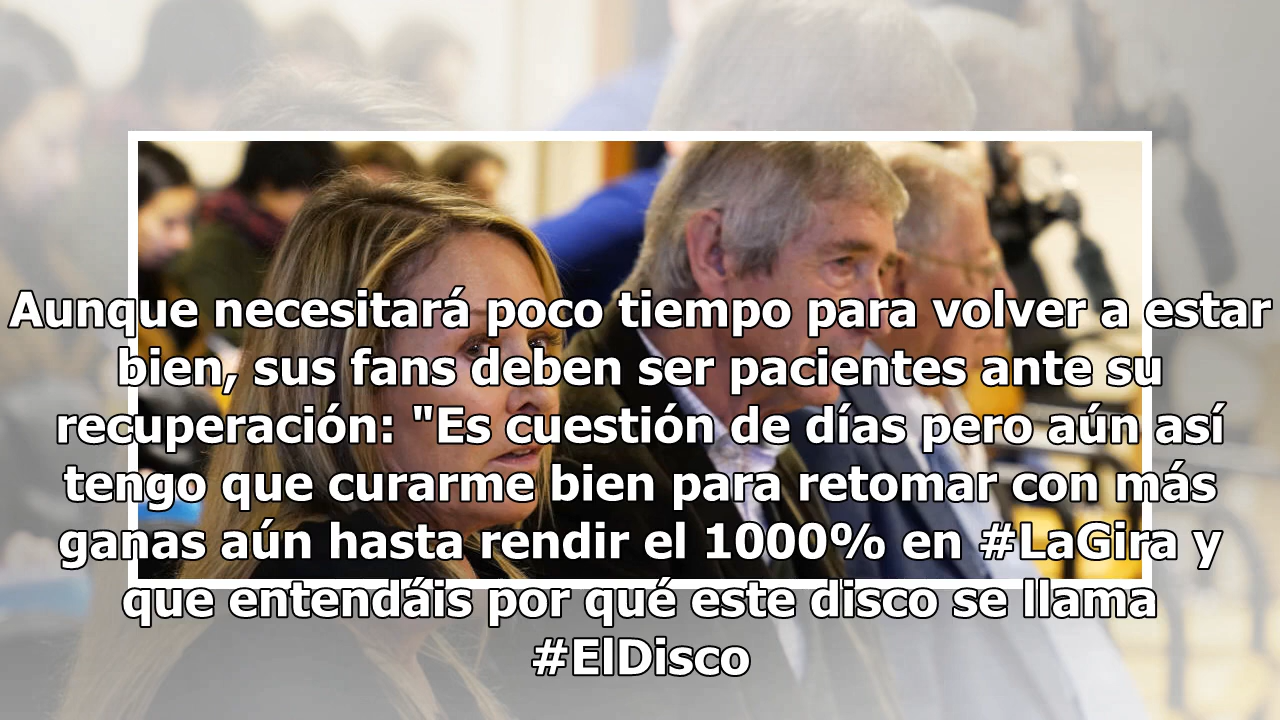 Aunque necesitará poco tiempo para volver a estar
bien, sus fans deben ser pacientes ante su
recuperación: "Es cuestión de días pero aún así
tengo que curarme bien para retomar con más
ganas aún hasta rendir el 1000% en #LaGira y
que entendáis por qué este disco se llama
#ElDisco